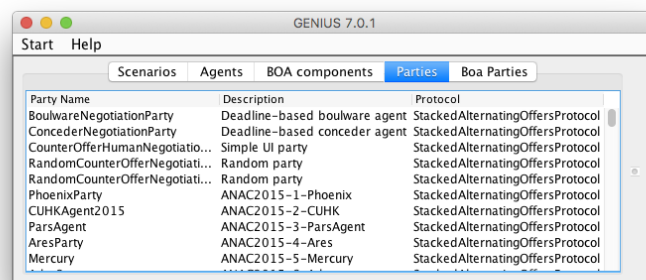 GENIUS 7.0.1
Start Help
Scenarios Agents BOA components Parties Boa Parties
Party Name Description Protocol
BoulwareNegotiationParty Deadline-based boulware agent StackedAlternatingOffersProtocol
ConcederNegotiationParty Deadline-based conceder agent StackedAlternatingOffersProtocol
CounterOfferHumanNegotiatio... Simple UI party StackedAlternatingOffersProtocol
RandomCounterOfferNegotiati... Random party StackedAlternatingOffersProtocol
RandomCounterOfferNegotiati... Random party StackedAlternatingOffersProtocol
PhoenixParty ANAC2015-1-Phoenix StackedAlternatingOffersProtocol
CUHKAgent2015 ANAC2015-2-CUHK StackedAlternatingOffersProtocol
ParsAgent ANAC2015-3-ParsAgent StackedAlternatingOffersProtocol
AresParty ANAC2015-4-Ares StackedAlternatingOffersProtocol
Mercury ANAC2015-5-Mercury StackedAlternatingOffersProtocol